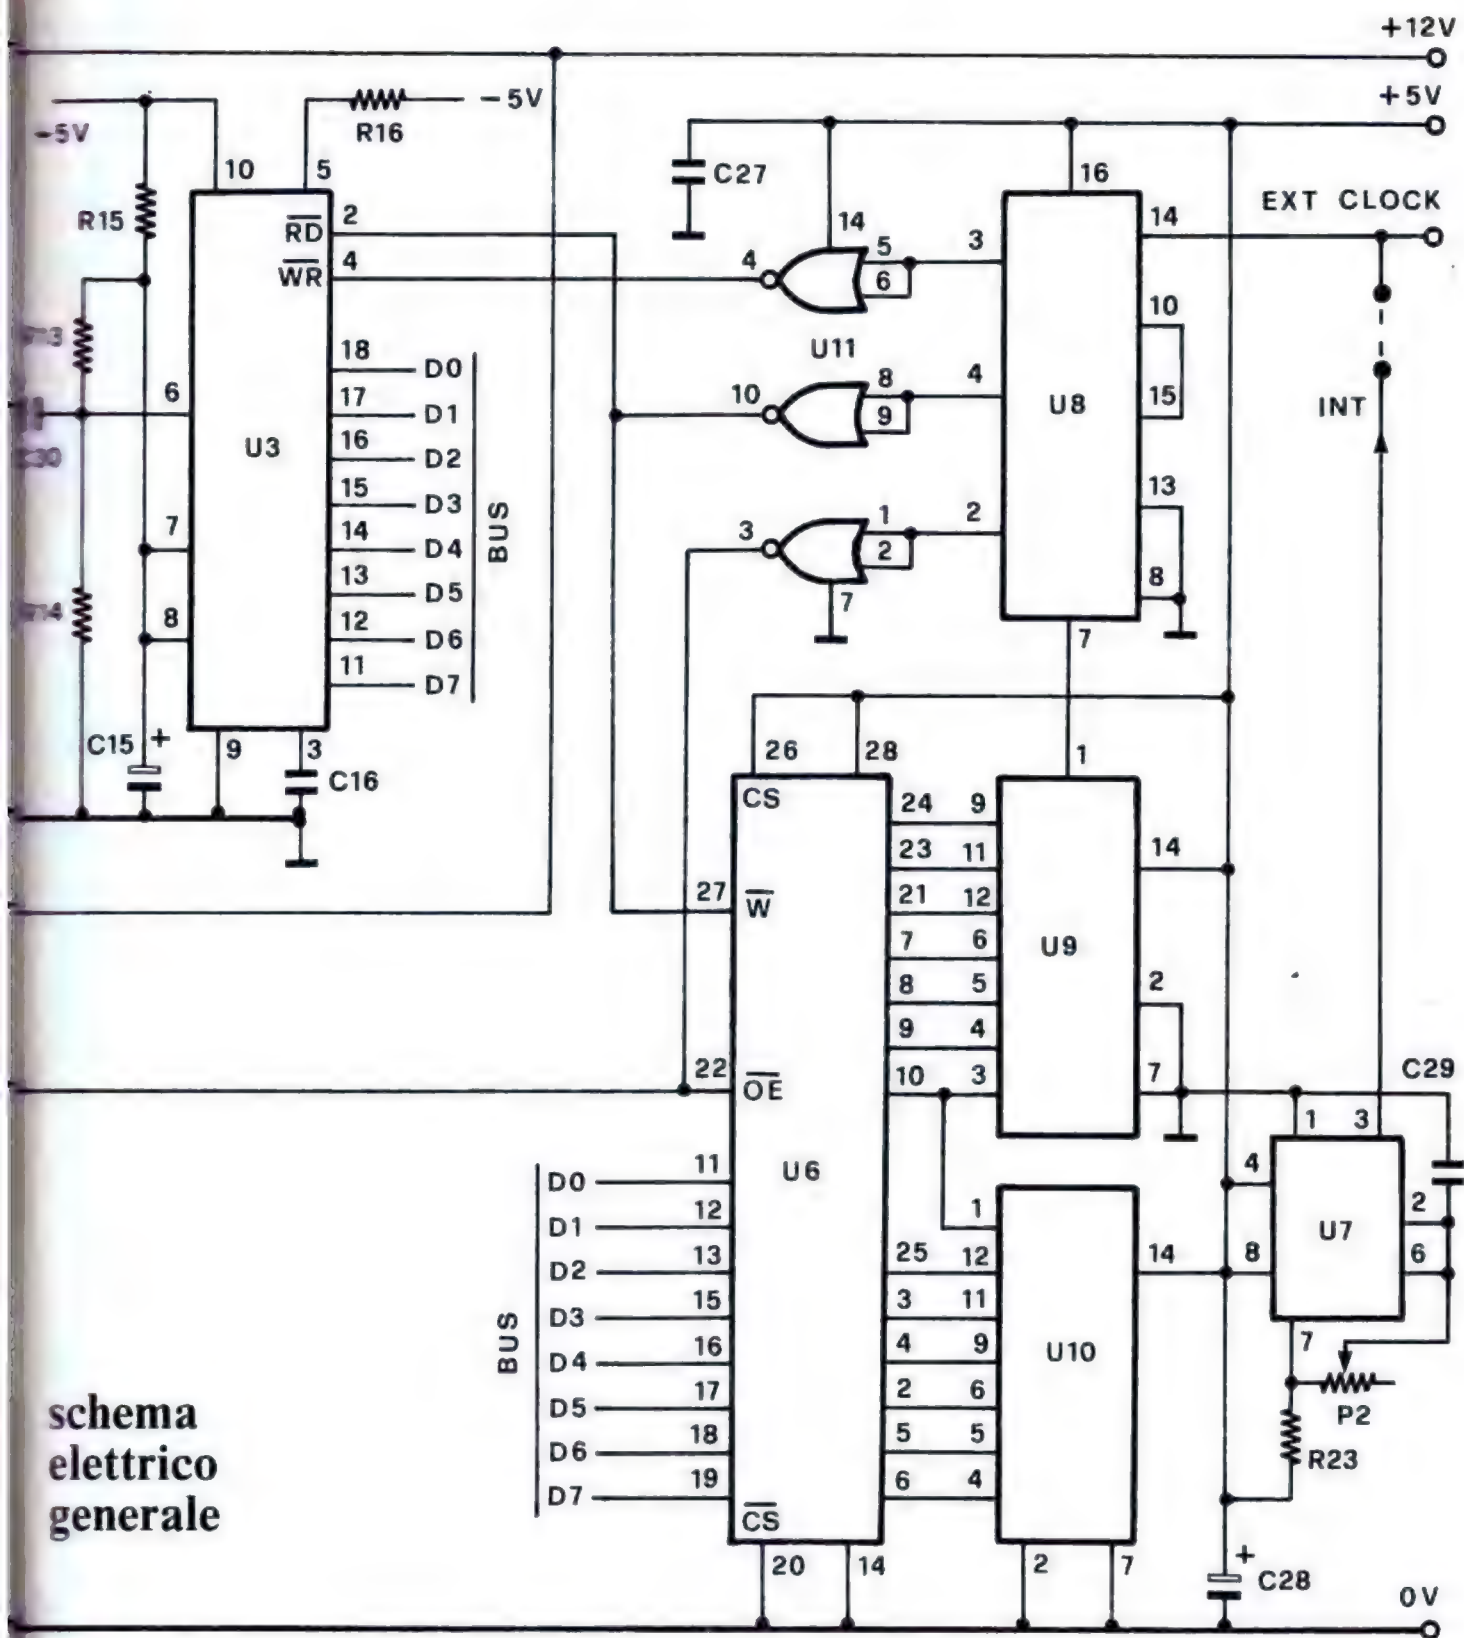 +12V
+5V
-5V
-5V
R16
10
5
C27
16
EXT CLOCK
R15
2
RD
14
3
14
4
WR
4
5
6
10
U11
18
D0
8
4
15
6
17
D1
10
9
U8
INT
16
D2
U3
15
D3
BUS
13
7
14
D4
3
1
2
2
13
D5
8
8
12
D6
7
7
11
D7
C15
+
9
3
C16
26
28
1
CS
24
9
14
23
11
27
W
21
12
7
6
U9
8
5
2
9
4
22
OE
10
3
7
C29
1
3
U6
4
D0
11
1
2
D1
12
U7
D2
13
25
12
14
8
6
D3
15
3
11
BUS
D4
16
4
9
U10
7
D5
17
2
6
P2
D6
18
5
5
R23
D7
19
6
4
CS
20
14
2
7
+
C28
0V
schema
elettrico
generale